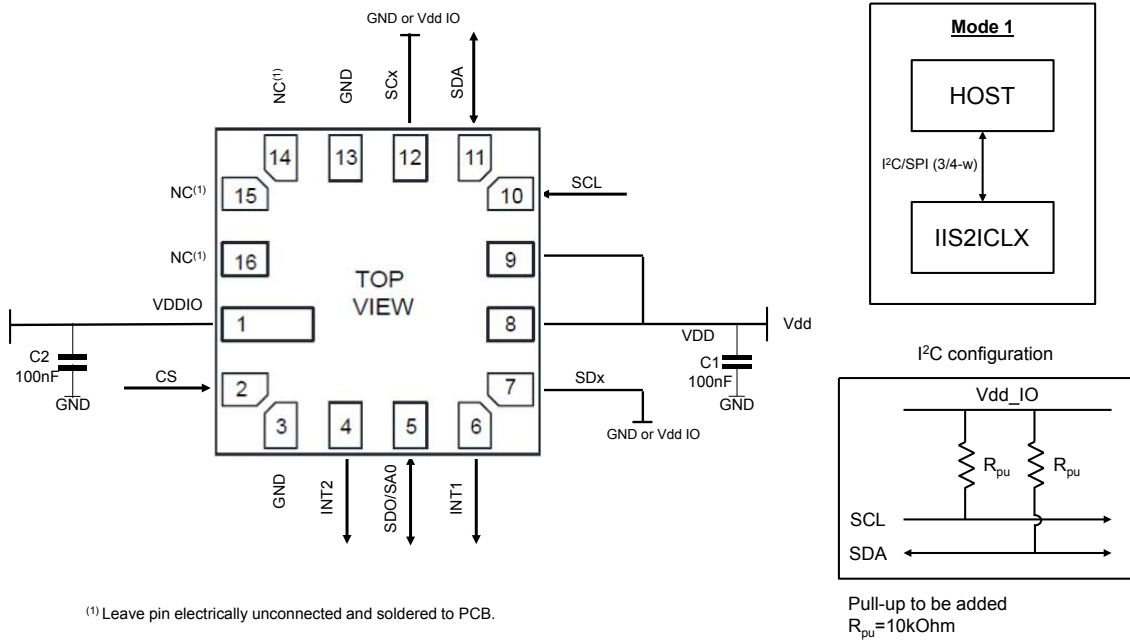 GND or Vdd IO
NC(1)
GND
SCx
SDA
14
13
12
11
NC(1)
15
10
SCL
NC(1)
16
9
TOP
VIEW
VDDIO
1
8
VDD
Vdd
C2
100nF
GND
C1
100nF
GND
CS
2
7
SDx
GND or Vdd IO
3
4
5
6
GND
INT2
SDO/SA0
INT1
(1) Leave pin electrically unconnected and soldered to PCB.
Mode 1
HOST
I²C/SPI (3/4-w)
IIS2ICLX
I²C configuration
Vdd_IO
Rpu
Rpu
SCL
SDA
Pull-up to be added
Rpu=10kOhm